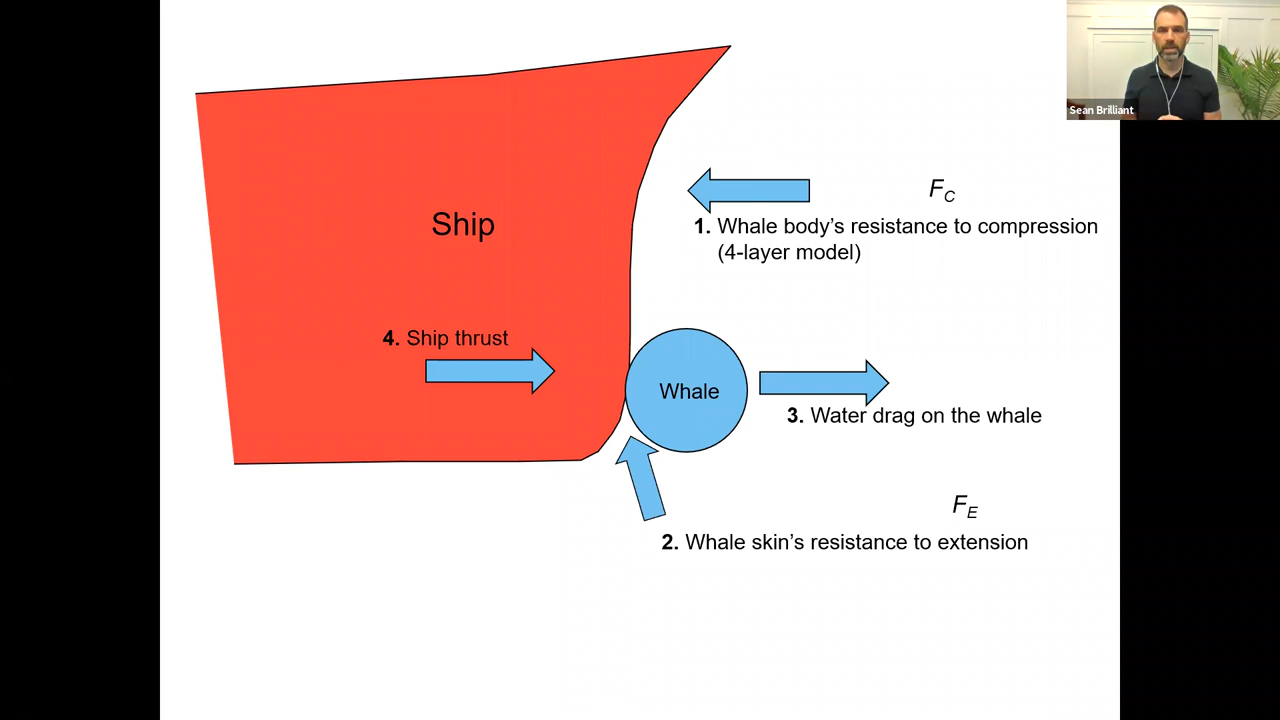 Sean Brilliant
Ship
F_C
1. Whale body’s resistance to compression
(4-layer model)
4. Ship thrust
Whale
3. Water drag on the whale
F_E
2. Whale skin’s resistance to extension